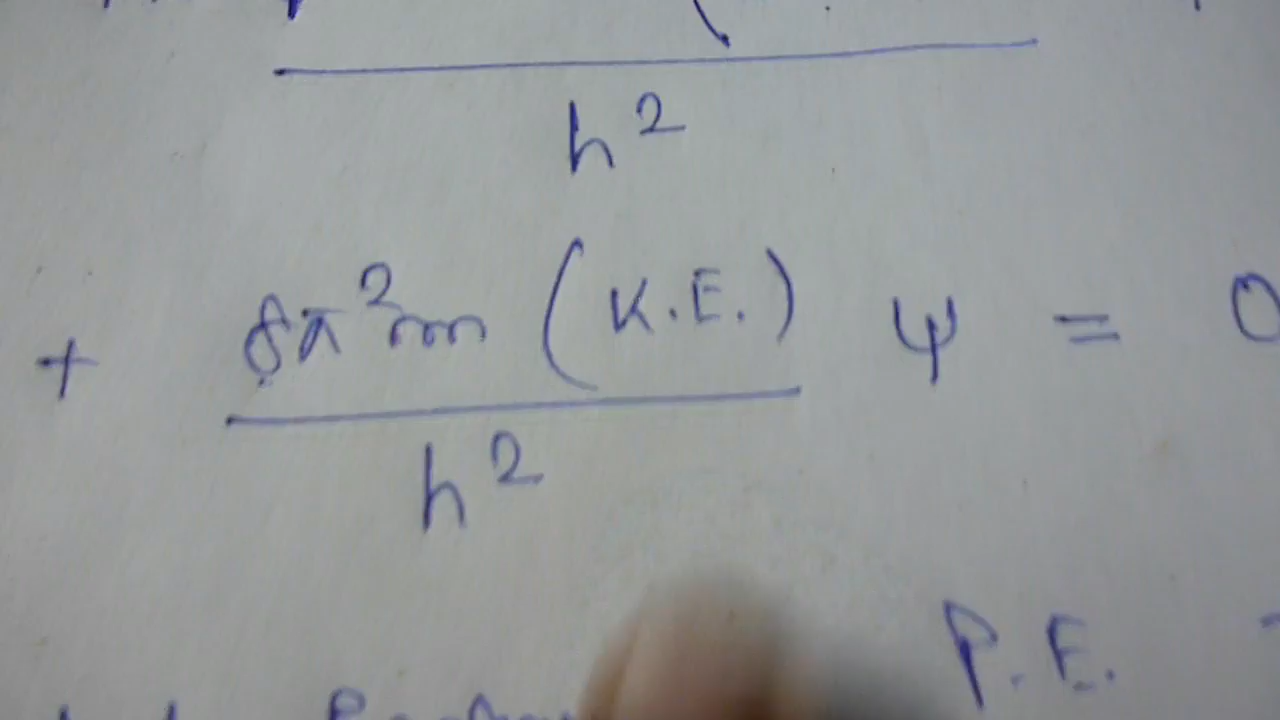 h²
+ 8π²m (K.E.) ψ = 0
h²
P.E.